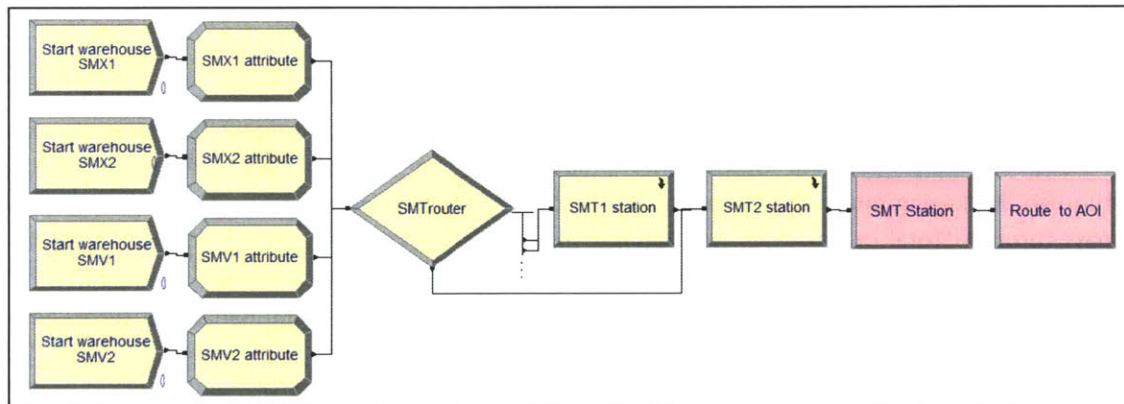 Start warehouse
SMX1
SMX1 attribute
Start warehouse
SMX2
SMX2 attribute
Start warehouse
SMV1
SMV1 attribute
Start warehouse
SMV2
SMV2 attribute
SMTrouter
SMT1 station
SMT2 station
SMT Station
Route to AOI